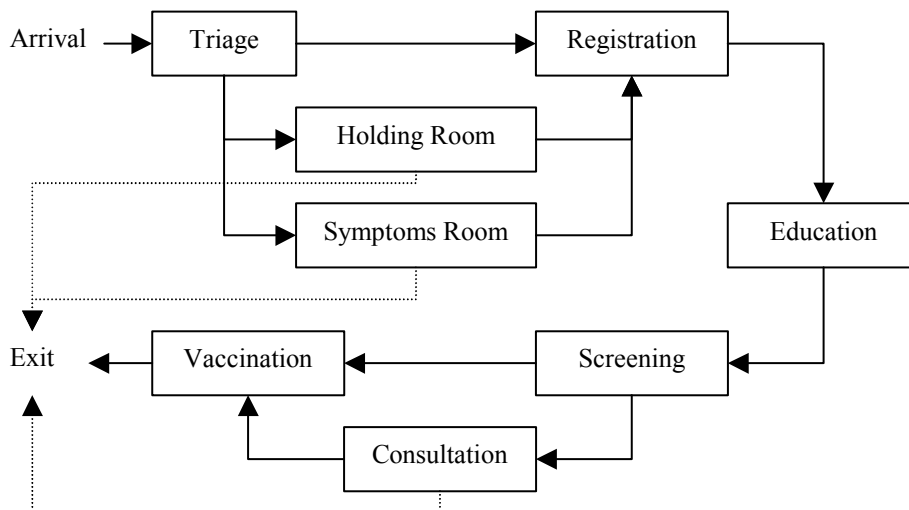 Arrival
Triage
Registration
Holding Room
Symptoms Room
Education
Exit
Vaccination
Screening
Consultation